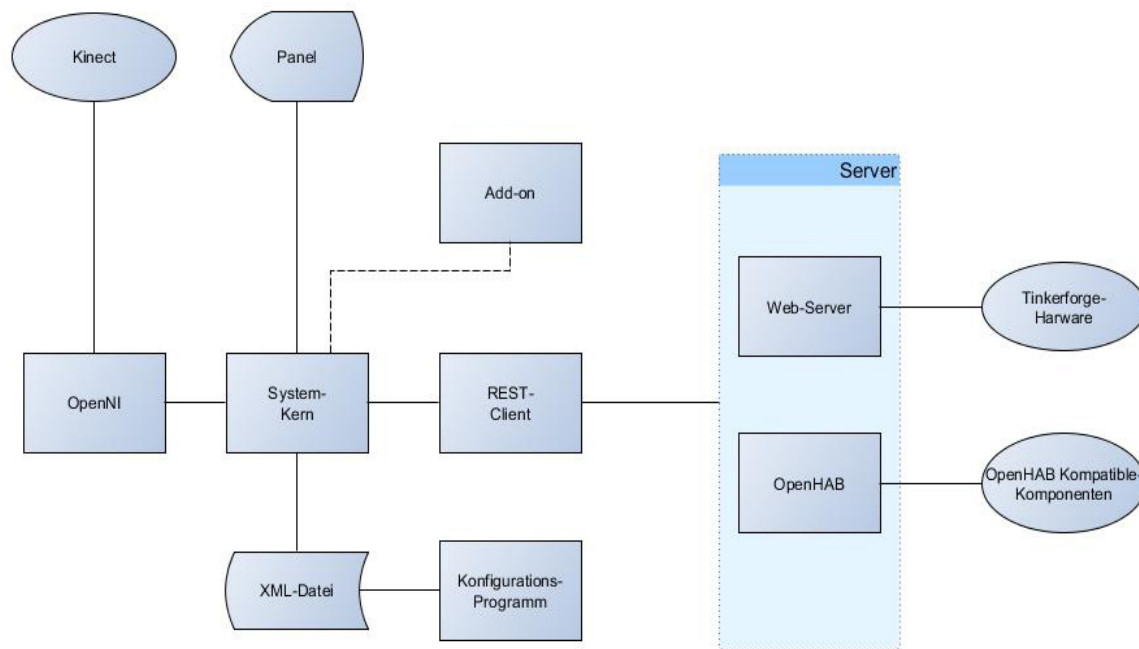 Kinect
Panel
Add-on
Server
Web-Server
Tinkerforge-
Harware
OpenNI
System-
Kern
REST-
Client
OpenHAB
OpenHAB Kompatible-
Komponenten
XML-Datei
Konfigurations-
Programm